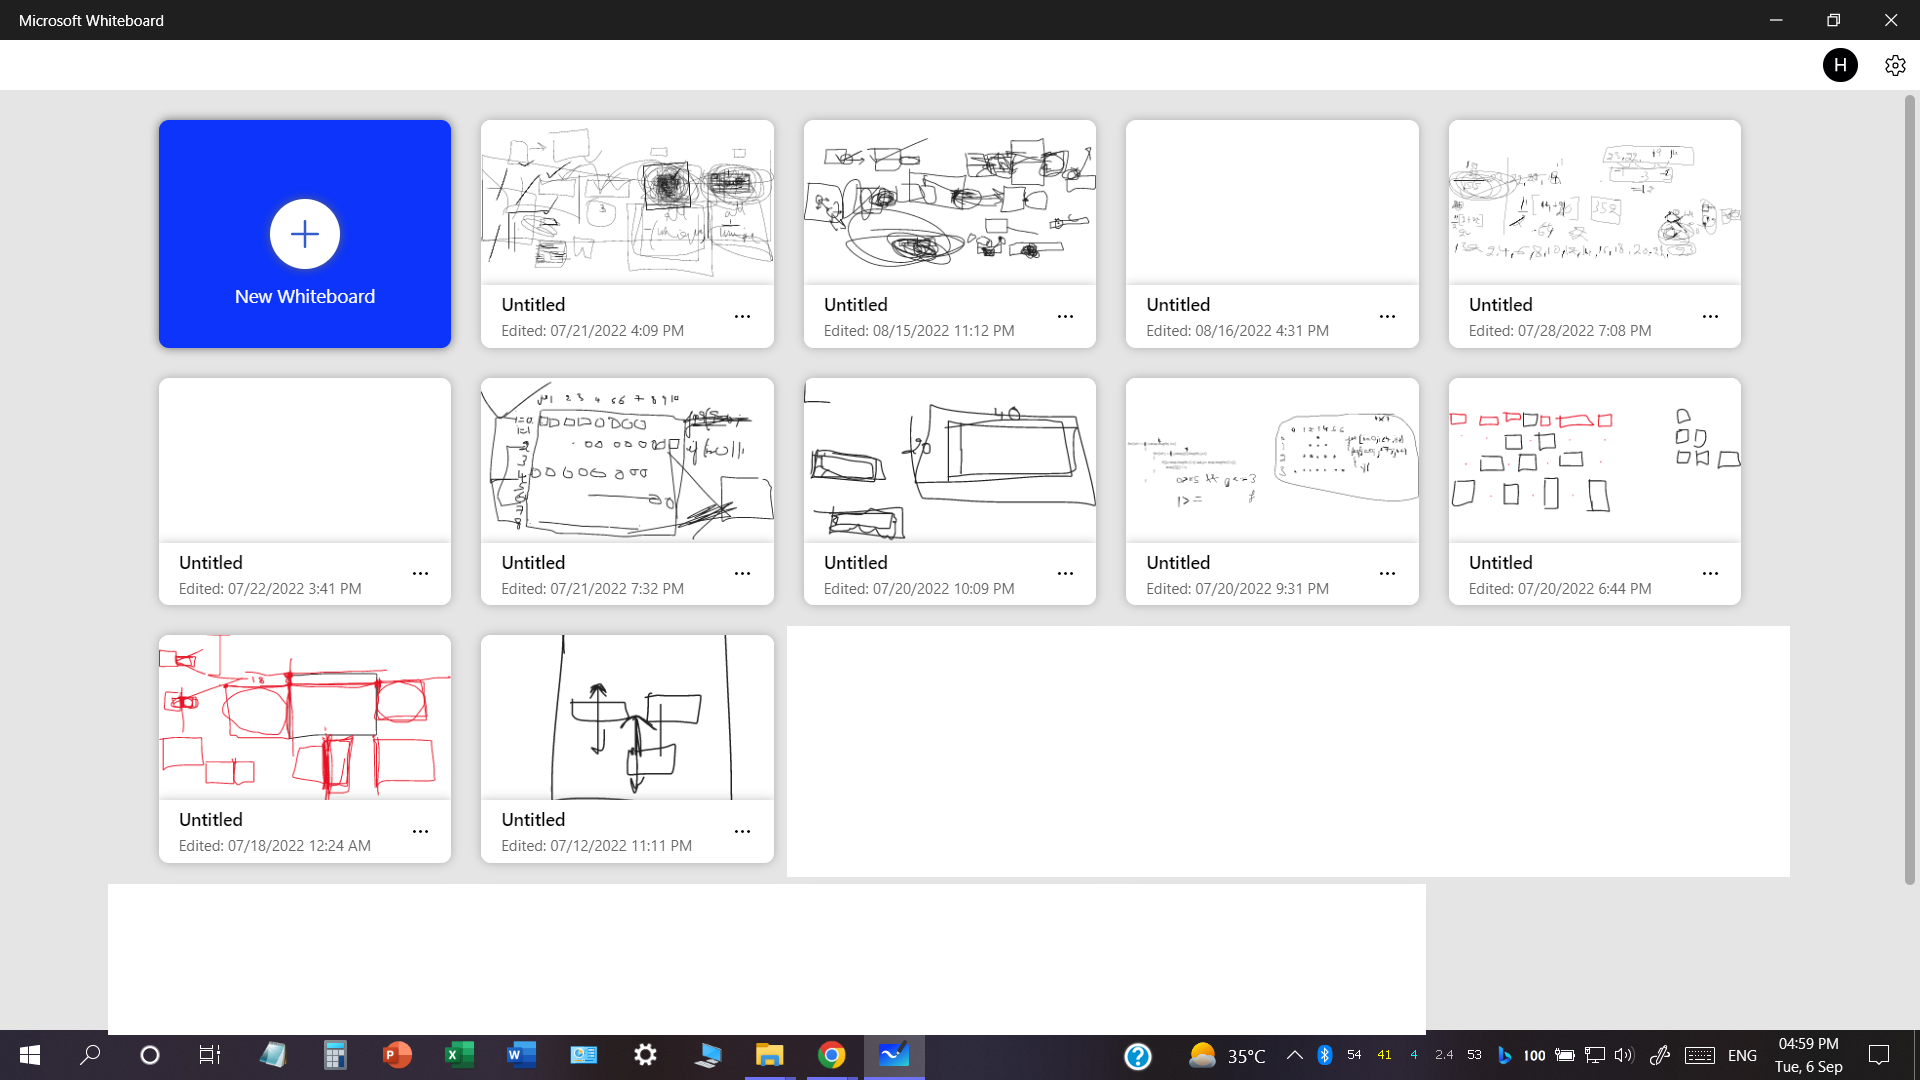 Microsoft Whiteboard
H
New Whiteboard
Untitled
Edited: 07/21/2022 4:09 PM
Untitled
Edited: 08/15/2022 11:12 PM
Untitled
Edited: 08/16/2022 4:31 PM
Untitled
Edited: 07/28/2022 7:08 PM
Untitled
Edited: 07/22/2022 3:41 PM
Untitled
Edited: 07/21/2022 7:32 PM
40
20
Untitled
Edited: 07/20/2022 10:09 PM
Untitled
Edited: 07/20/2022 9:31 PM
Untitled
Edited: 07/20/2022 6:44 PM
18
Untitled
Edited: 07/18/2022 12:24 AM
Untitled
Edited: 07/12/2022 11:11 PM
35°C 54 41 4 2.4 53 100 ENG
04:59 PM
Tue, 6 Sep